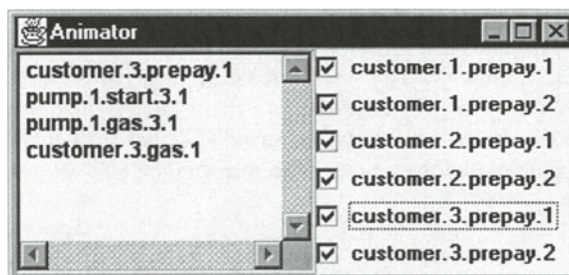 Animator
customer.3.prepay.1
pump.1.start.3.1
pump.1.gas.3.1
customer.3.gas.1
customer.1.prepay.1
customer.1.prepay.2
customer.2.prepay.1
customer.2.prepay.2
customer.3.prepay.1
customer.3.prepay.2